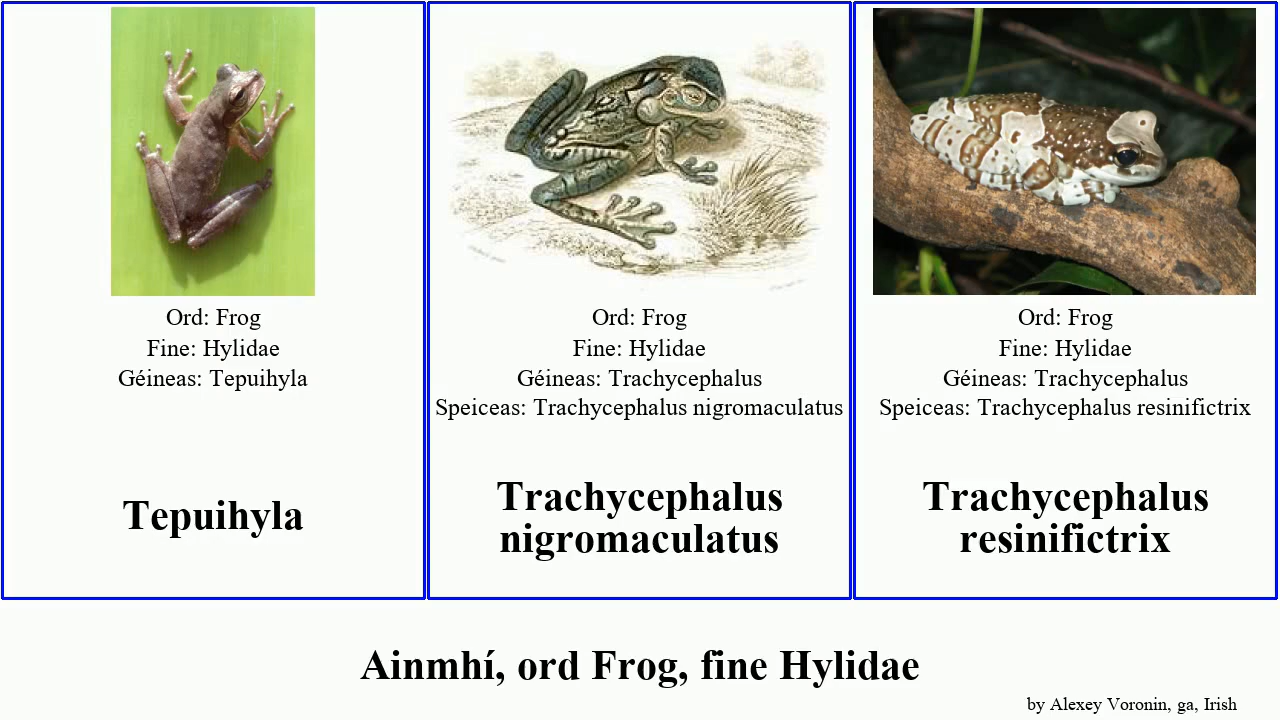 Ord: Frog
Fine: Hylidae
Géineas: Tepuihyla
Tepuihyla
Ord: Frog
Fine: Hylidae
Géineas: Trachycephalus
Speiceas: Trachycephalus nigromaculatus
Trachycephalus
nigromaculatus
Ord: Frog
Fine: Hylidae
Géineas: Trachycephalus
Speiceas: Trachycephalus resinifictrix
Trachycephalus
resinifictrix
Ainmhí, ord Frog, fine Hylidae
by Alexey Voronin, ga, Irish